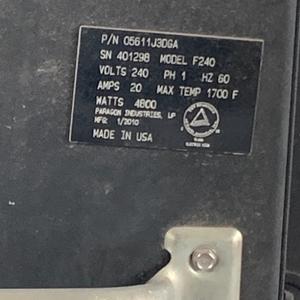 P/N 05611J3DGA
SN 401298 MODEL F240
VOLTS 240 PH 1 HZ 60
AMPS 20 MAX TEMP 1700 F
WATTS 4800
PARAGON INDUSTRIES, LP
MFG: 1/2010
MADE IN USA